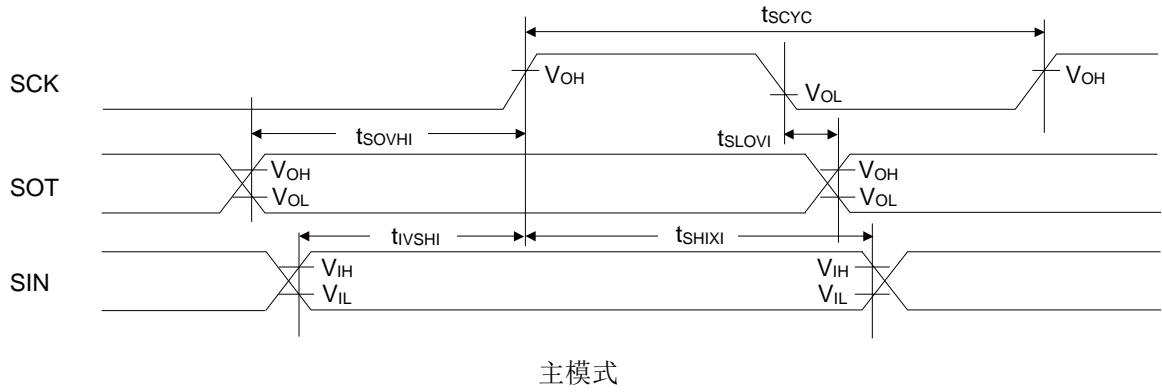 tSCYC
SCK
VOH
VOL
VOH
tSOVHI
tSLOVI
SOT
VOH
VOL
VOH
VOL
tIVSHI
tSHIXI
SIN
VIH
VIL
VIH
VIL
主模式